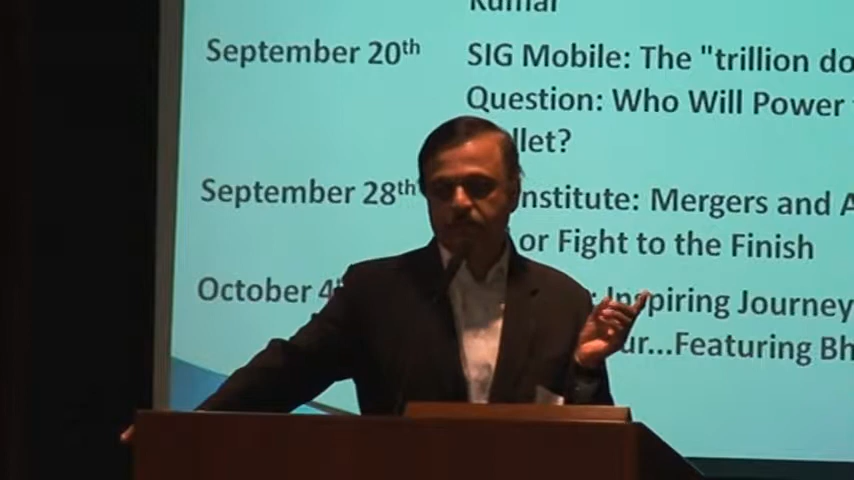 Kumar
September 20th
SIG Mobile: The "trillion do
Question: Who Will Power
llet?
September 28th
nstitute: Mergers and A
or Fight to the Finish
October 4
Inspiring Journey
ur...Featuring Bh